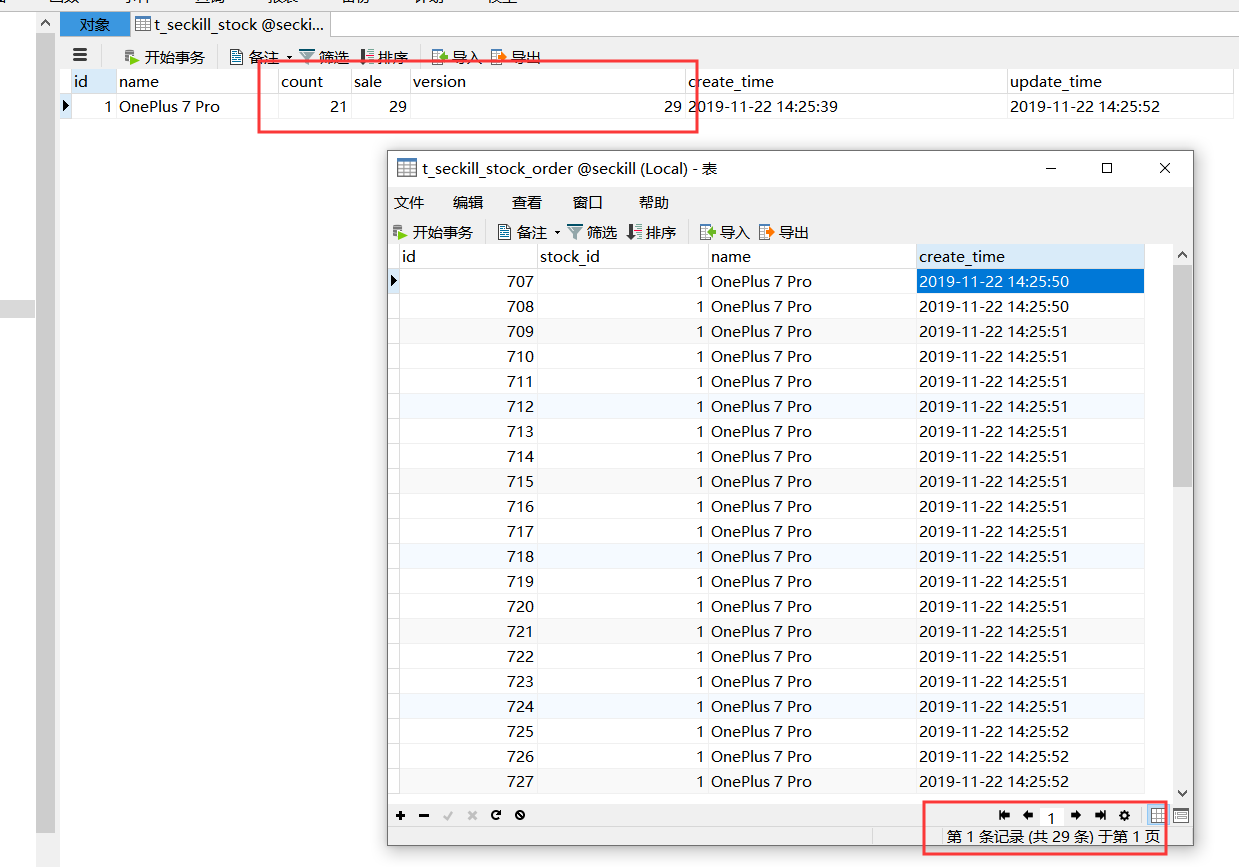 对象 t_seckill_stock @secki...
开始事务 备注 筛选 排序 导入 导出
id name count sale version create_time update_time
1 OnePlus 7 Pro 21 29 29 2019-11-22 14:25:39 2019-11-22 14:25:52
t_seckill_stock_order @seckill (Local) - 表
文件 编辑 查看 窗口 帮助
开始事务 备注 筛选 排序 导入 导出
id stock_id name create_time
707 1 OnePlus 7 Pro 2019-11-22 14:25:50
708 1 OnePlus 7 Pro 2019-11-22 14:25:50
709 1 OnePlus 7 Pro 2019-11-22 14:25:51
710 1 OnePlus 7 Pro 2019-11-22 14:25:51
711 1 OnePlus 7 Pro 2019-11-22 14:25:51
712 1 OnePlus 7 Pro 2019-11-22 14:25:51
713 1 OnePlus 7 Pro 2019-11-22 14:25:51
714 1 OnePlus 7 Pro 2019-11-22 14:25:51
715 1 OnePlus 7 Pro 2019-11-22 14:25:51
716 1 OnePlus 7 Pro 2019-11-22 14:25:51
717 1 OnePlus 7 Pro 2019-11-22 14:25:51
718 1 OnePlus 7 Pro 2019-11-22 14:25:51
719 1 OnePlus 7 Pro 2019-11-22 14:25:51
720 1 OnePlus 7 Pro 2019-11-22 14:25:51
721 1 OnePlus 7 Pro 2019-11-22 14:25:51
722 1 OnePlus 7 Pro 2019-11-22 14:25:51
723 1 OnePlus 7 Pro 2019-11-22 14:25:51
724 1 OnePlus 7 Pro 2019-11-22 14:25:51
725 1 OnePlus 7 Pro 2019-11-22 14:25:52
726 1 OnePlus 7 Pro 2019-11-22 14:25:52
727 1 OnePlus 7 Pro 2019-11-22 14:25:52
1
第 1 条记录 (共 29 条) 于第 1 页